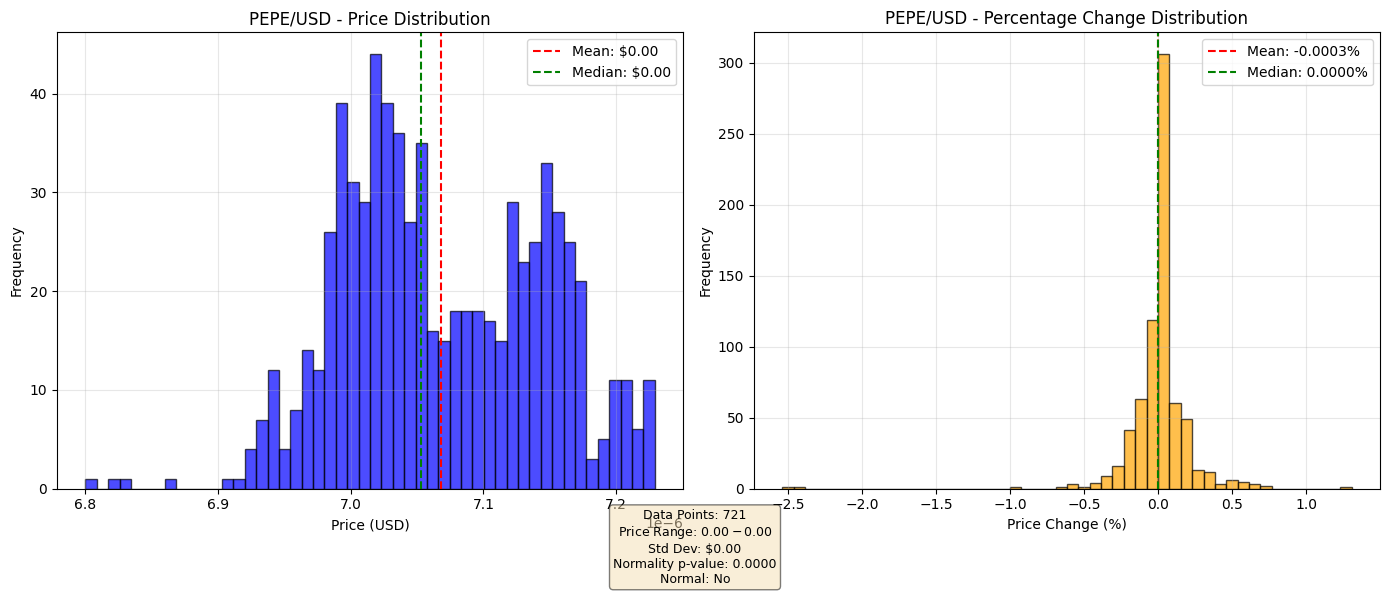 PEPE/USD - Price Distribution
Mean: $0.00
Median: $0.00
Frequency
40
30
20
10
0
6.8
6.9
7.0
7.1
7.2
1e−6
Price (USD)
PEPE/USD - Percentage Change Distribution
Mean: -0.0003%
Median: 0.0000%
Frequency
300
250
200
150
100
50
0
−2.5
−2.0
−1.5
−1.0
−0.5
0.0
0.5
1.0
Price Change (%)
Data Points: 721
Price Range: 0.00 − 0.00
Std Dev: $0.00
Normality p-value: 0.0000
Normal: No